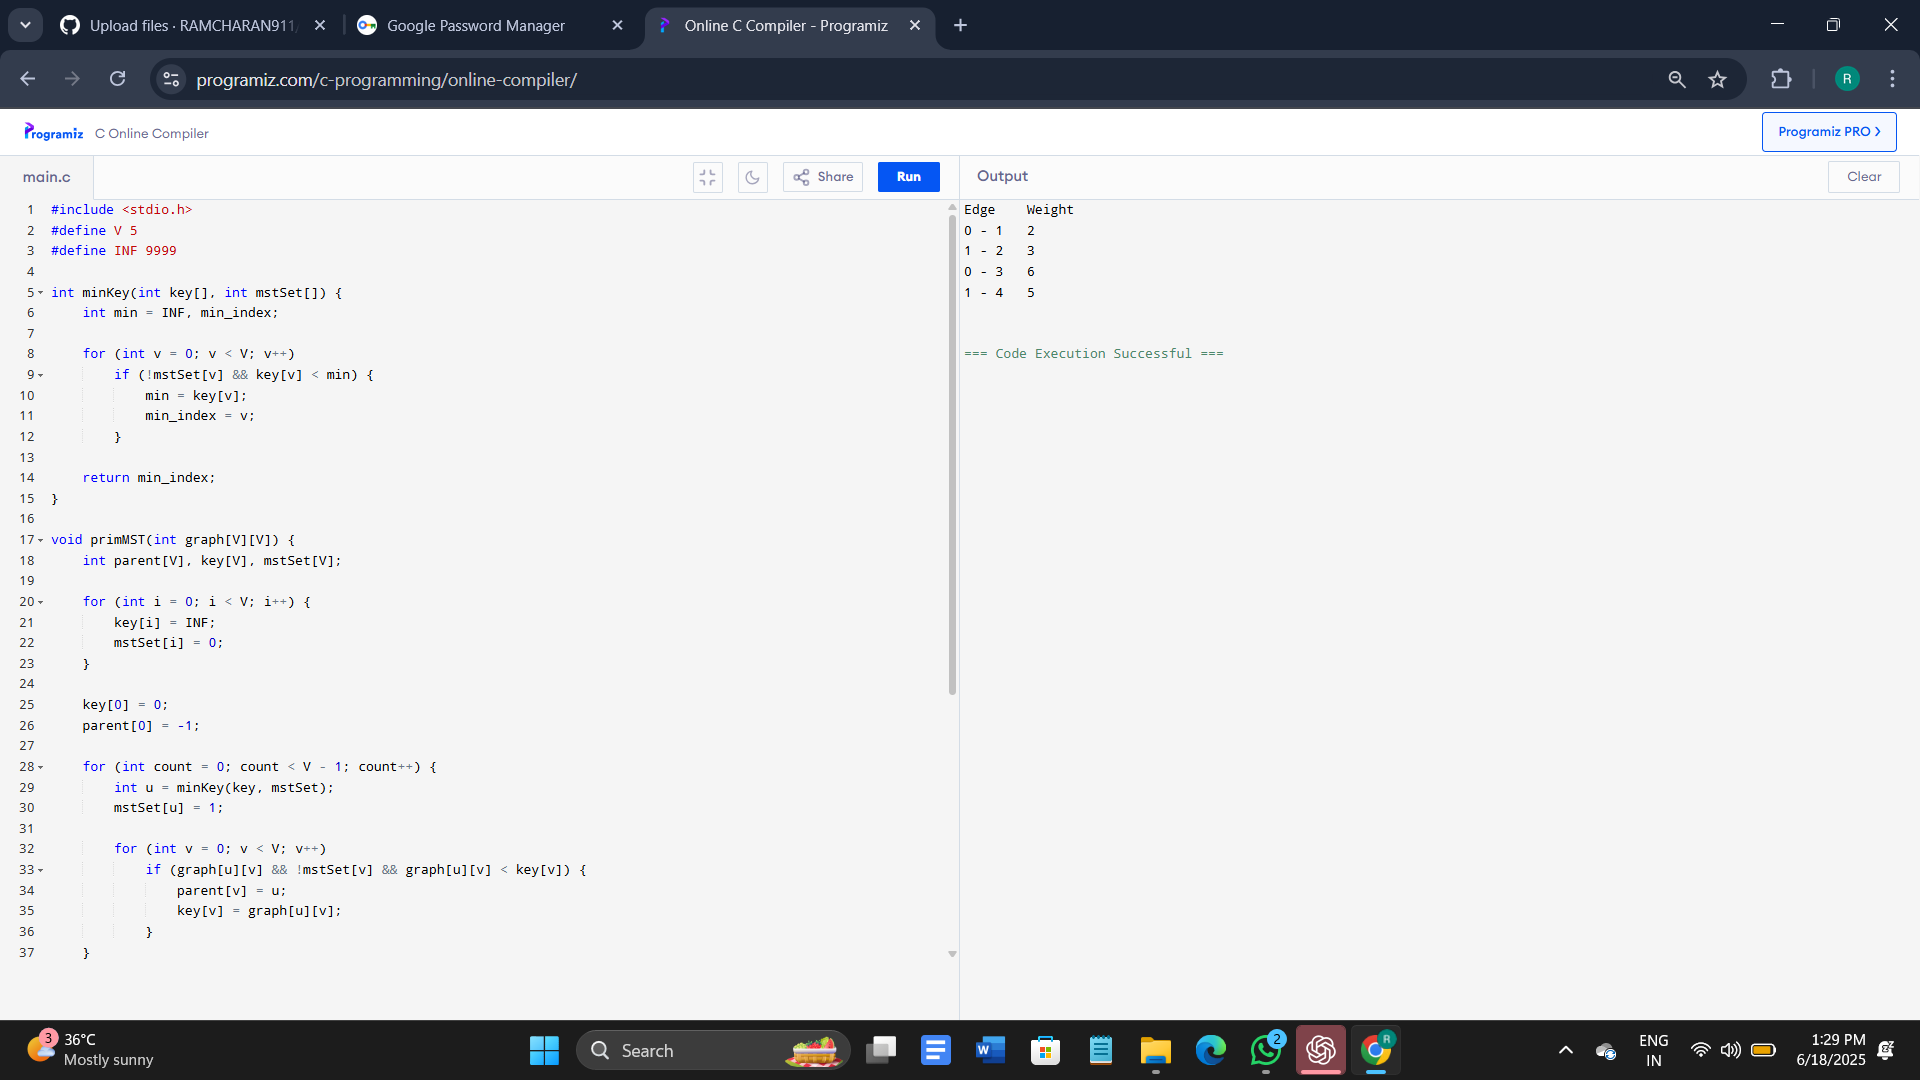 Upload files · RAMCHARAN911/
Google Password Manager
Online C Compiler - Programiz
programiz.com/c-programming/online-compiler/
R
Programiz
C Online Compiler
Programiz PRO >
main.c
Share
Run
Output
Clear
1 #include <stdio.h>
2 #define V 5
3 #define INF 9999
4
5 int minKey(int key[], int mstSet[]) {
6     int min = INF, min_index;
7
8     for (int v = 0; v < V; v++)
9         if (!mstSet[v] && key[v] < min) {
10             min = key[v];
11             min_index = v;
12         }
13
14     return min_index;
15 }
16
17 void primMST(int graph[V][V]) {
18     int parent[V], key[V], mstSet[V];
19
20     for (int i = 0; i < V; i++) {
21         key[i] = INF;
22         mstSet[i] = 0;
23     }
24
25     key[0] = 0;
26     parent[0] = -1;
27
28     for (int count = 0; count < V - 1; count++) {
29         int u = minKey(key, mstSet);
30         mstSet[u] = 1;
31
32         for (int v = 0; v < V; v++)
33             if (graph[u][v] && !mstSet[v] && graph[u][v] < key[v]) {
34                 parent[v] = u;
35                 key[v] = graph[u][v];
36             }
37     }
Edge    Weight
0 - 1   2
1 - 2   3
0 - 3   6
1 - 4   5
=== Code Execution Successful ===
3
36°C
Mostly sunny
Search
W
2
R
ENG
IN
1:29 PM
6/18/2025